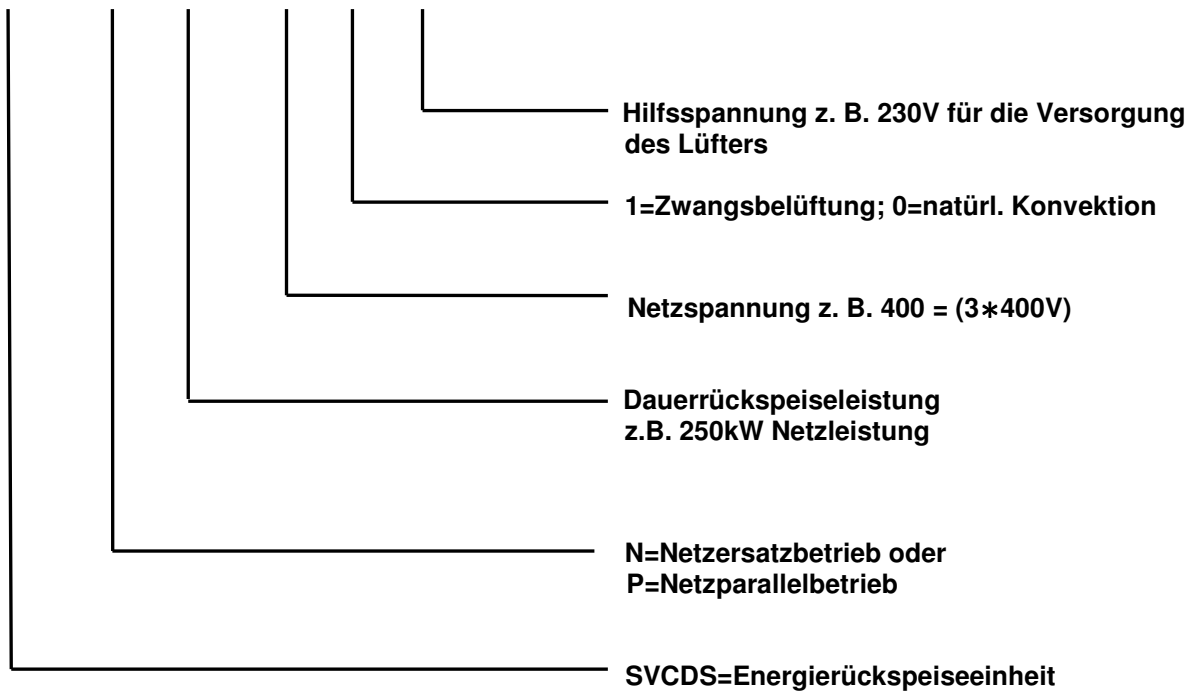 Hilfsspannung z. B. 230V für die Versorgung
des Lüfters
1=Zwangsbelüftung; 0=natürl. Konvektion
Netzspannung z. B. 400 = (3*400V)
Dauerrückspeiseleistung
z.B. 250kW Netzleistung
N=Netzersatzbetrieb oder
P=Netzparallelbetrieb
SVCDS=Energierückspeiseeinheit